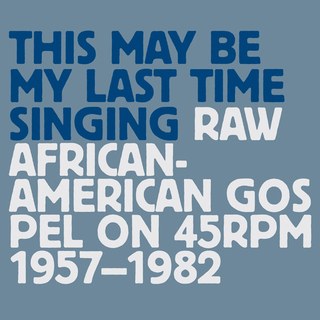 THIS MAY BE
MY LAST TIME
SINGING RAW
AFRICAN-
AMERICAN GOS
PEL ON 45RPM
1957–1982